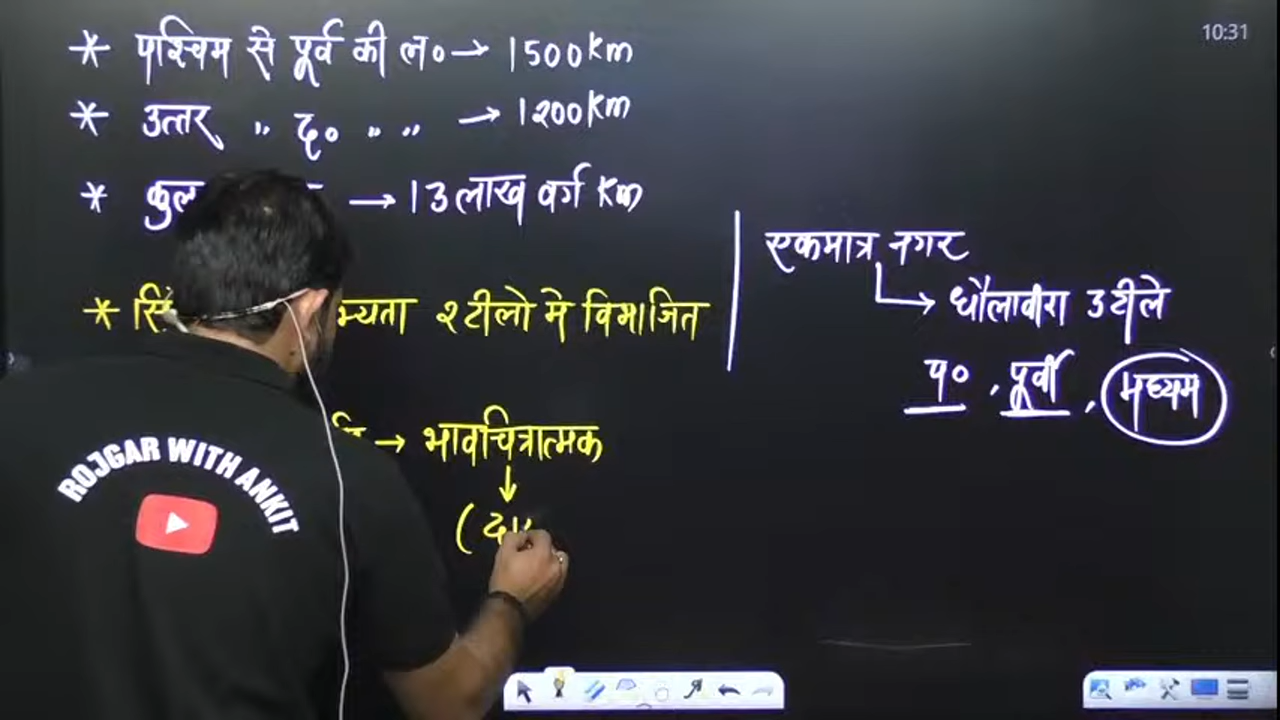 10:31
* पश्चिम से पूर्व की ल० → 1500 Km
* उत्तर " द० " " → 1200 Km
* कुल → 13 लाख वर्ग Km
* भ्यता २ टीलो मे विभाजित
→ भावचित्रात्मक
एकमात्र नगर
धौलावीरा 3 टीले
प०, पूर्वी, मध्यम
ROJGAR WITH ANKIT